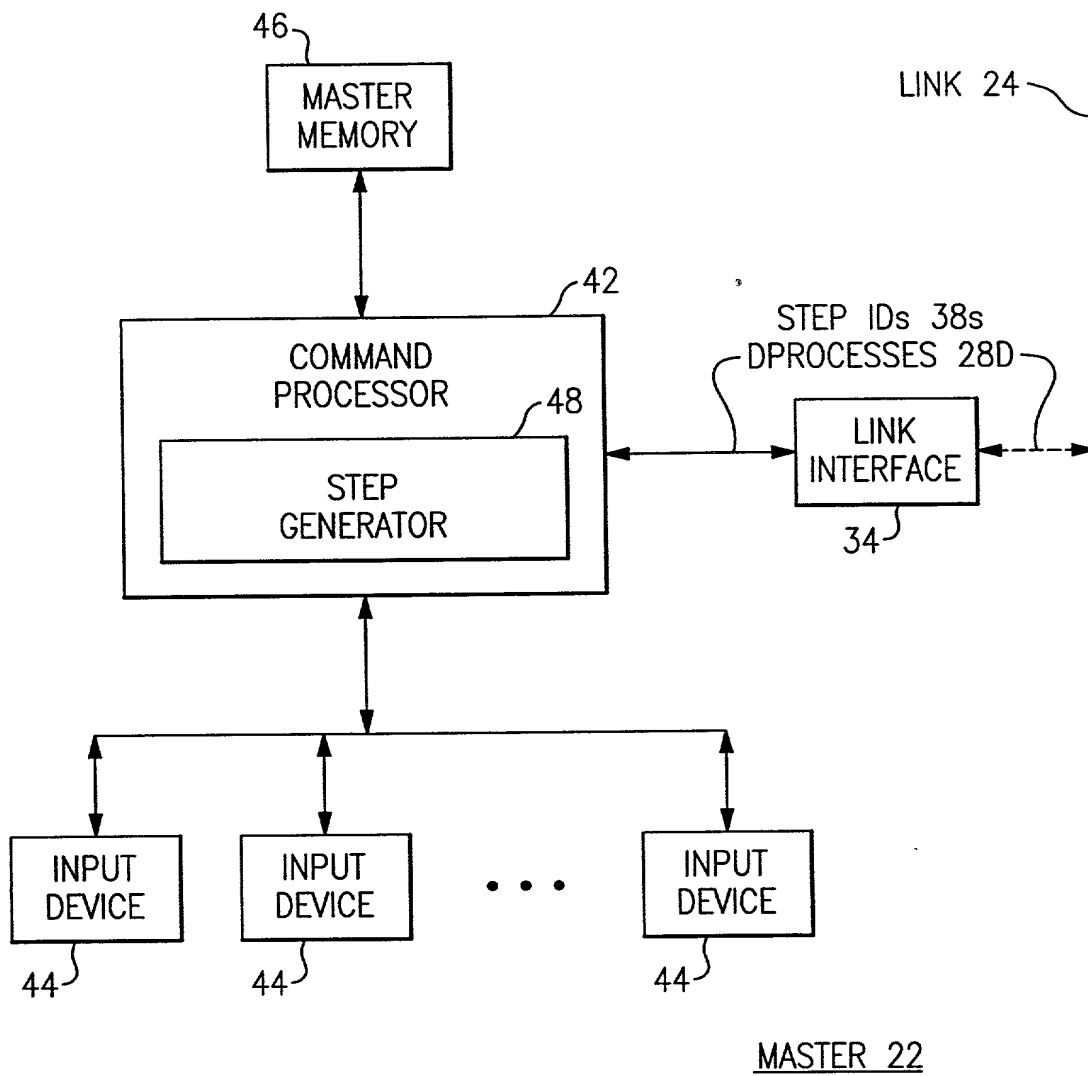 46
MASTER
MEMORY
LINK 24
42
COMMAND
PROCESSOR
48
STEP
GENERATOR
STEP IDs 38s
DPROCESSES 28D
LINK
INTERFACE
34
INPUT
DEVICE
44
INPUT
DEVICE
44
INPUT
DEVICE
44
MASTER 22